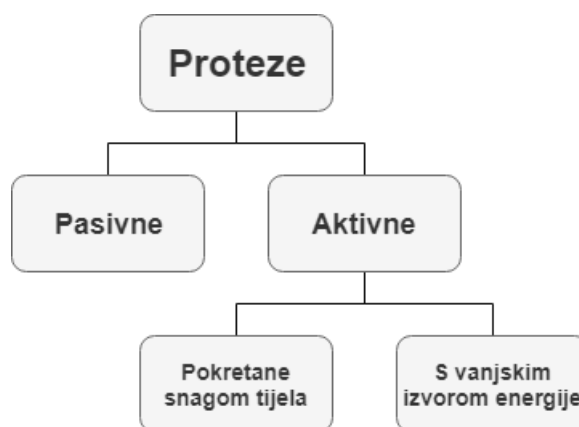 Proteze
Pasivne
Aktivne
Pokretane
snagom tijela
S vanjskim
izvorom energije